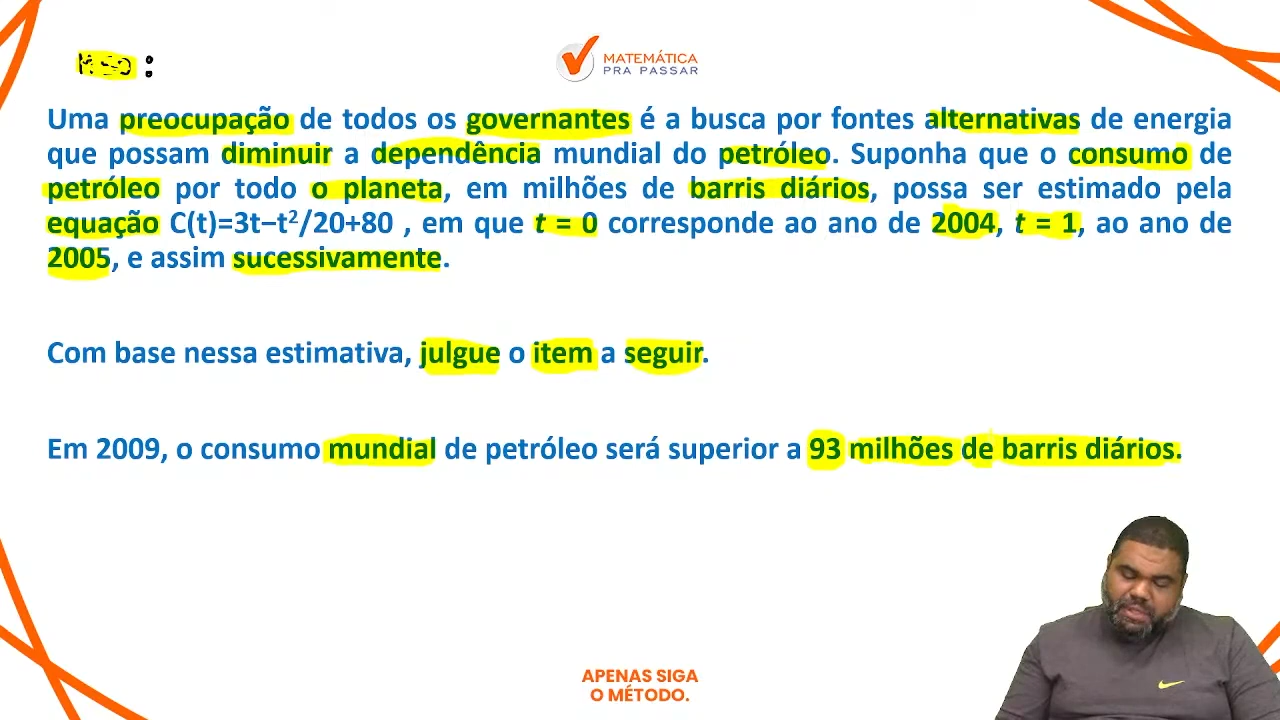 MSD:
MATEMÁTICA
PRA PASSAR
Uma preocupação de todos os governantes é a busca por fontes alternativas de energia
que possam diminuir a dependência mundial do petróleo. Suponha que o consumo de
petróleo por todo o planeta, em milhões de barris diários, possa ser estimado pela
equação C(t)=3t–t²/20+80 , em que t = 0 corresponde ao ano de 2004, t = 1, ao ano de
2005, e assim sucessivamente.
Com base nessa estimativa, julgue o item a seguir.
Em 2009, o consumo mundial de petróleo será superior a 93 milhões de barris diários.
APENAS SIGA
O MÉTODO.